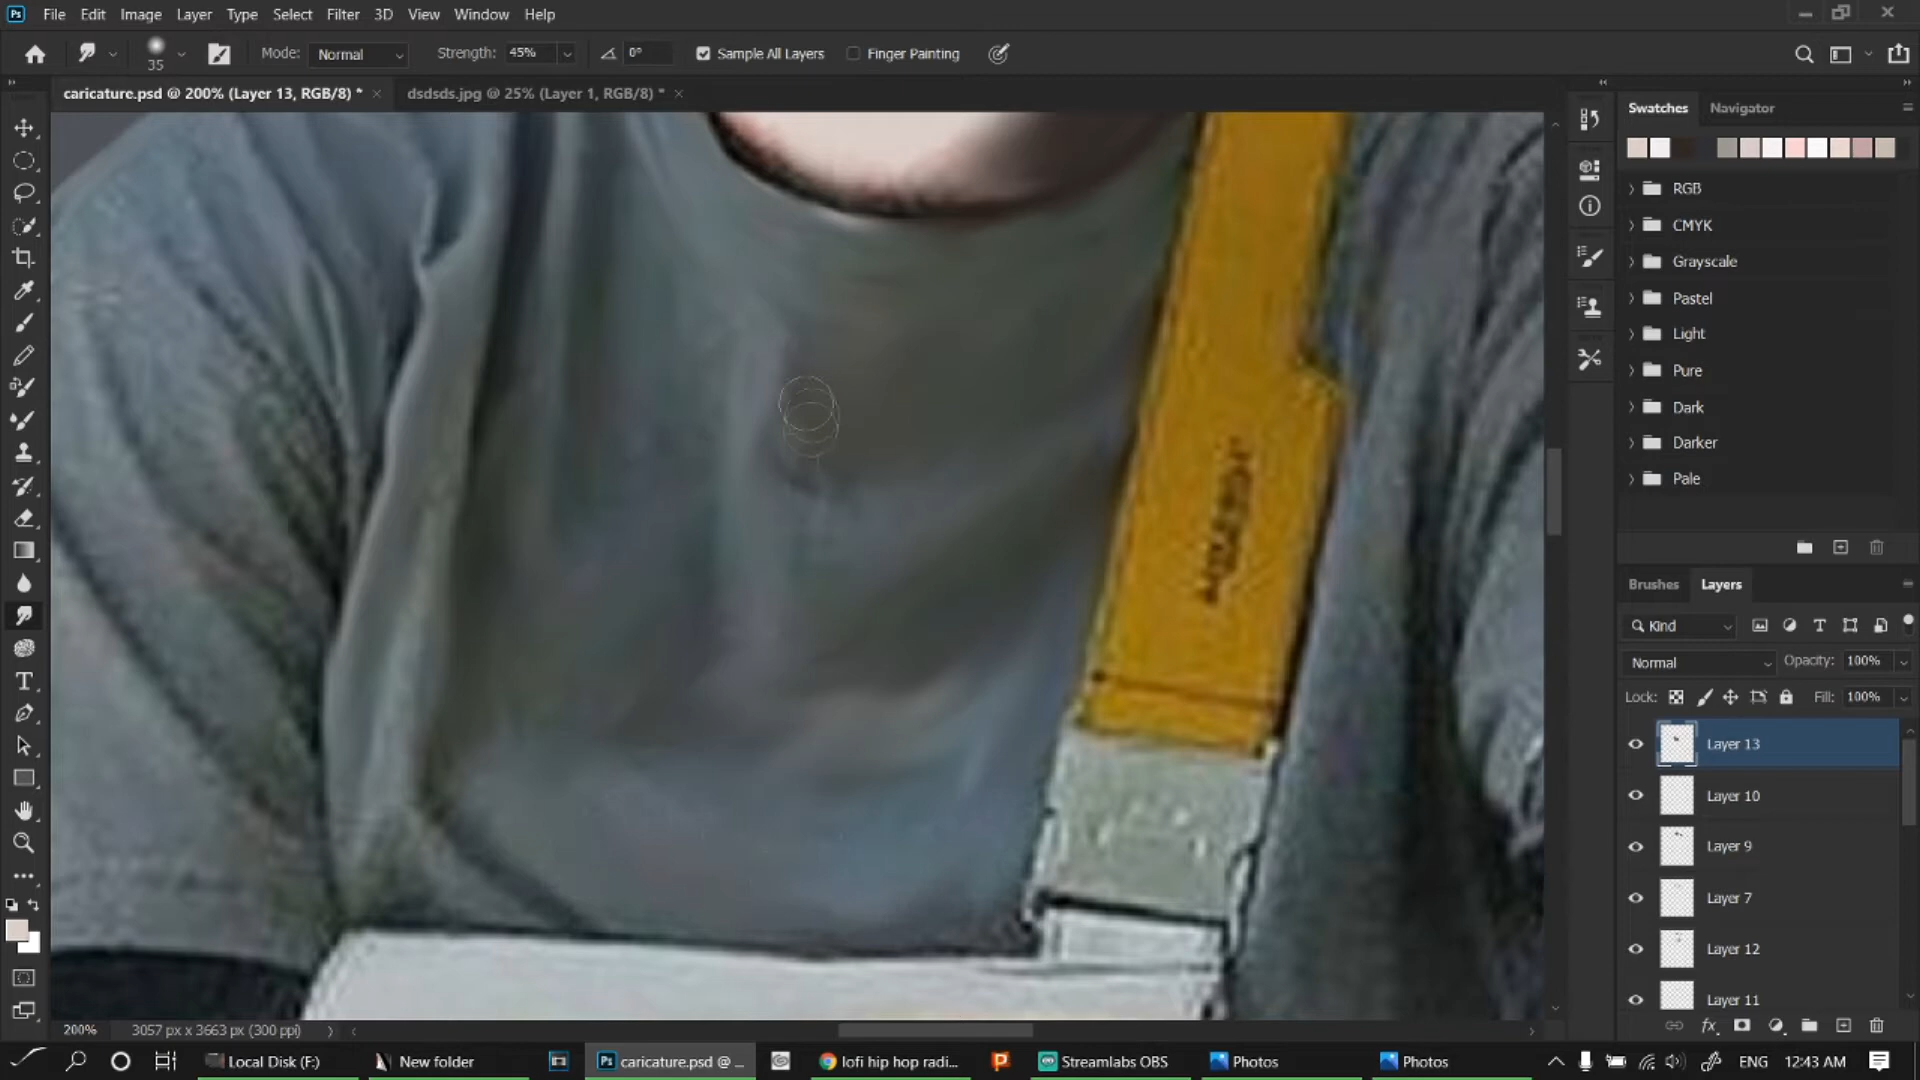 Ps File Edit Image Layer Type Select Filter 3D View Window Help
35 Mode: Normal Strength: 45% 0° Sample All Layers Finger Painting
caricature.psd @ 200% (Layer 13, RGB/8) * dsdsds.jpg @ 25% (Layer 1, RGB/8) *
Swatches Navigator
RGB
CMYK
Grayscale
Pastel
Light
Pure
Dark
Darker
Pale
Brushes Layers
Kind
Normal Opacity: 100%
Lock: Fill: 100%
Layer 13
Layer 10
Layer 9
Layer 7
Layer 12
Layer 11
fx
200% 3057 px x 3663 px (300 ppi)
Local Disk (F:) New folder Ps caricature.psd @ ... lofi hip hop radi... Streamlabs OBS Photos Photos ENG 12:43 AM